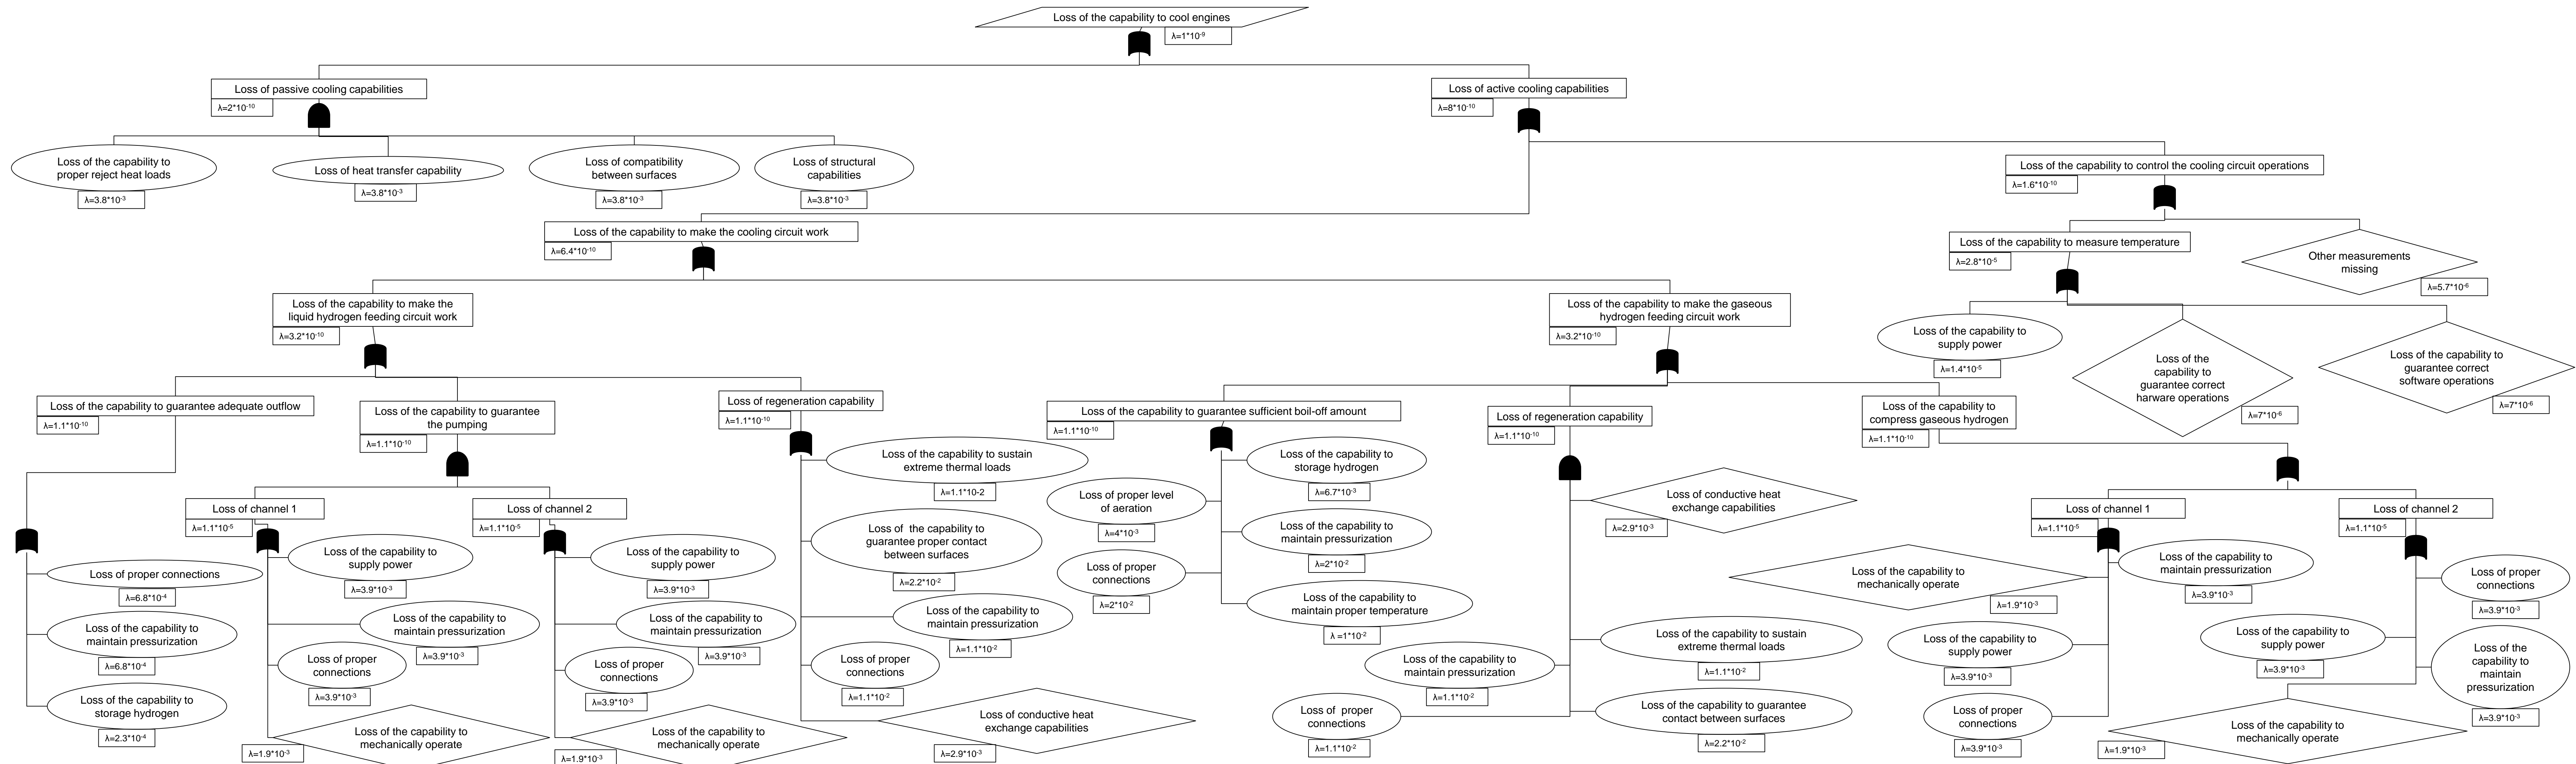 Loss of the capability to cool engines
λ=1*10-9
Loss of passive cooling capabilities
λ=2*10-10
Loss of active cooling capabilities
λ=8*10-10
Loss of the capability to
proper reject heat loads
λ=3.8*10-3
Loss of heat transfer capability
λ=3.8*10-3
Loss of compatibility
between surfaces
λ=3.8*10-3
Loss of structural
capabilities
λ=3.8*10-3
Loss of the capability to control the cooling circuit operations
λ=1.6*10-10
Loss of the capability to make the cooling circuit work
λ=6.4*10-10
Loss of the capability to measure temperature
λ=2.8*10-5
Other measurements
missing
λ=5.7*10-6
Loss of the capability to make the
liquid hydrogen feeding circuit work
λ=3.2*10-10
Loss of the capability to make the gaseous
hydrogen feeding circuit work
λ=3.2*10-10
Loss of the capability to
supply power
λ=1.4*10-5
Loss of the
capability to
guarantee correct
harware operations
λ=7*10-6
Loss of the capability to
guarantee correct
software operations
λ=7*10-6
Loss of the capability to guarantee adequate outflow
λ=1.1*10-10
Loss of the capability to guarantee
the pumping
λ=1.1*10-10
Loss of regeneration capability
λ=1.1*10-10
Loss of the capability to guarantee sufficient boil-off amount
λ=1.1*10-10
Loss of regeneration capability
λ=1.1*10-10
Loss of the capability to
compress gaseous hydrogen
λ=1.1*10-10
Loss of proper connections
λ=6.8*10-4
Loss of the capability to
maintain pressurization
λ=6.8*10-4
Loss of the capability to
storage hydrogen
λ=2.3*10-4
Loss of channel 1
λ=1.1*10-5
Loss of the capability to
supply power
λ=3.9*10-3
Loss of the capability to
maintain pressurization
λ=3.9*10-3
Loss of proper
connections
λ=3.9*10-3
Loss of the capability to
mechanically operate
λ=1.9*10-3
Loss of channel 2
λ=1.1*10-5
Loss of the capability to
supply power
λ=3.9*10-3
Loss of the capability to
maintain pressurization
λ=3.9*10-3
Loss of proper
connections
λ=3.9*10-3
Loss of the capability to
mechanically operate
λ=1.9*10-3
Loss of the capability to sustain
extreme thermal loads
λ=1.1*10-2
Loss of  the capability to
guarantee proper contact
between surfaces
λ=2.2*10-2
Loss of the capability to
maintain pressurization
λ=1.1*10-2
Loss of proper
connections
λ=1.1*10-2
Loss of conductive heat
exchange capabilities
λ=2.9*10-3
Loss of the capability to
storage hydrogen
λ=6.7*10-3
Loss of proper level
of aeration
λ=4*10-3
Loss of the capability to
maintain pressurization
λ=2*10-2
Loss of proper
connections
λ=2*10-2
Loss of the capability to
maintain proper temperature
λ =1*10-2
Loss of conductive heat
exchange capabilities
λ=2.9*10-3
Loss of the capability to sustain
extreme thermal loads
λ=1.1*10-2
Loss of the capability to
maintain pressurization
λ=1.1*10-2
Loss of  proper
connections
λ=1.1*10-2
Loss of the capability to guarantee
contact between surfaces
λ=2.2*10-2
Loss of channel 1
λ=1.1*10-5
Loss of the capability to
maintain pressurization
λ=3.9*10-3
Loss of the capability to
mechanically operate
λ=1.9*10-3
Loss of the capability to
supply power
λ=3.9*10-3
Loss of proper
connections
λ=3.9*10-3
Loss of channel 2
λ=1.1*10-5
Loss of proper
connections
λ=3.9*10-3
Loss of the capability to
supply power
λ=3.9*10-3
Loss of the
capability to
maintain
pressurization
λ=3.9*10-3
Loss of the capability to
mechanically operate
λ=1.9*10-3